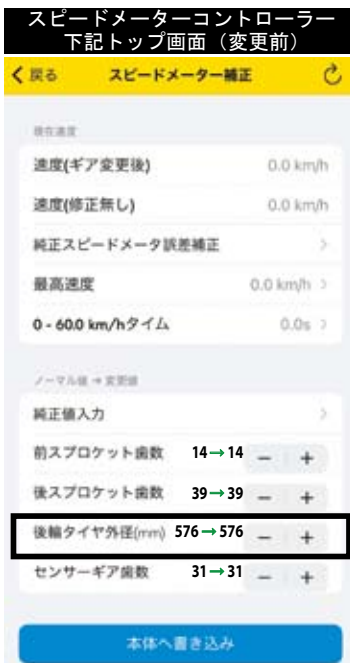 スピードメーターコントローラー
下記トップ画面（変更前）
戻る スピードメーター補正
現在速度
速度(ギア変更後) 0.0 km/h
速度(修正無し) 0.0 km/h
純正スピードメータ誤差補正
最高速度 0.0 km/h
0 - 60.0 km/hタイム 0.0s
ノーマル値 → 変更値
純正値入力
前スプロケット歯数 14→14 － ＋
後スプロケット歯数 39→39 － ＋
後輪タイヤ外径(mm) 576→576 － ＋
センサーギア歯数 31→31 － ＋
本体へ書き込み